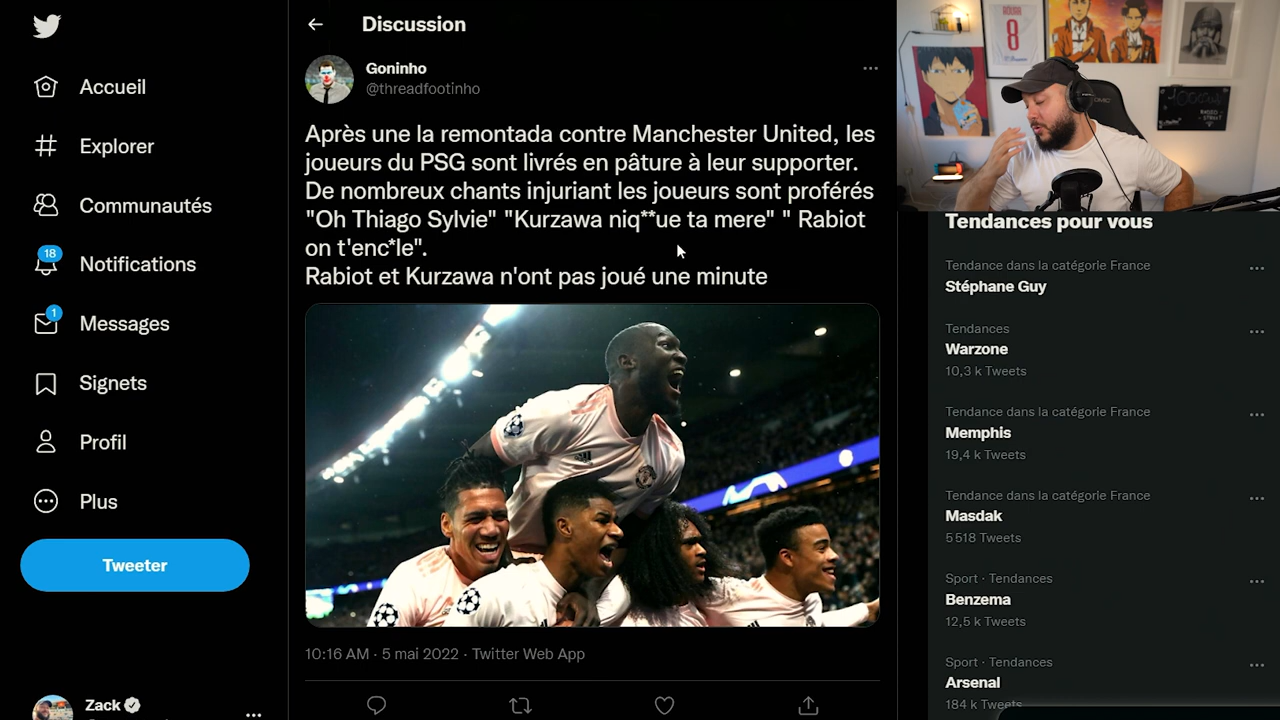 Discussion
Goninho
@threadfootinho
Après une la remontada contre Manchester United, les
joueurs du PSG sont livrés en pâture à leur supporter.
De nombreux chants injuriant les joueurs sont proférés
"Oh Thiago Sylvie" "Kurzawa niq**ue ta mere" " Rabiot
on t'enc*le".
Rabiot et Kurzawa n'ont pas joué une minute
10:16 AM · 5 mai 2022 · Twitter Web App
Accueil
Explorer
Communautés
18
Notifications
1
Messages
Signets
Profil
Plus
Tweeter
Zack
8
Tendances pour vous
Tendance dans la catégorie France
Stéphane Guy
Tendances
Warzone
10,3 k Tweets
Tendance dans la catégorie France
Memphis
19,4 k Tweets
Tendance dans la catégorie France
Masdak
5 518 Tweets
Sport · Tendances
Benzema
12,5 k Tweets
Sport · Tendances
Arsenal
184 k Tweets